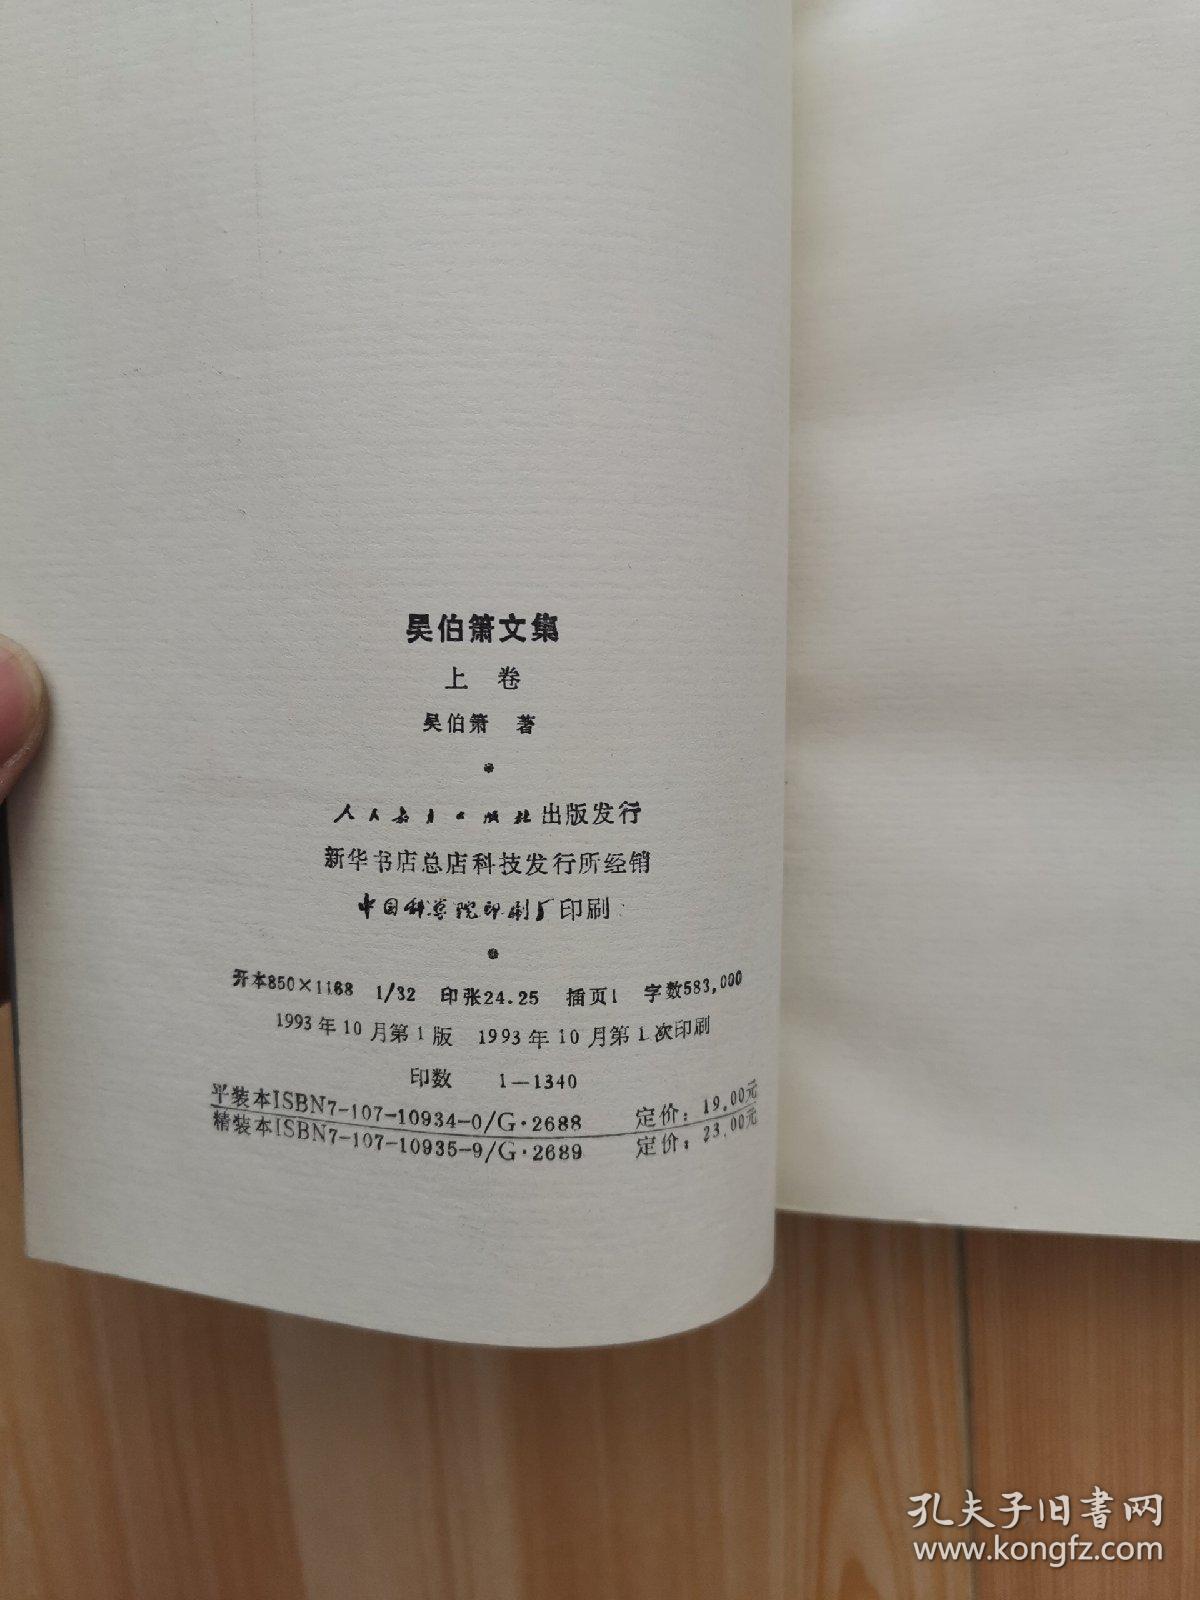 吴伯箫文集
上 卷
吴伯箫 著
人民教育出版社出版发行
新华书店总店科技发行所经销
中国科学院印刷厂印刷
开本850×1168 1/32 印张24.25 插页1 字数583,000
1993年10月第1版 1993年10月第1次印刷
印数 1—1340
平装本ISBN7-107-10934-0/G·2688 定价：19.00元
精装本ISBN7-107-10935-9/G·2689 定价：23.00元
孔夫子旧书网
www.kongfz.com